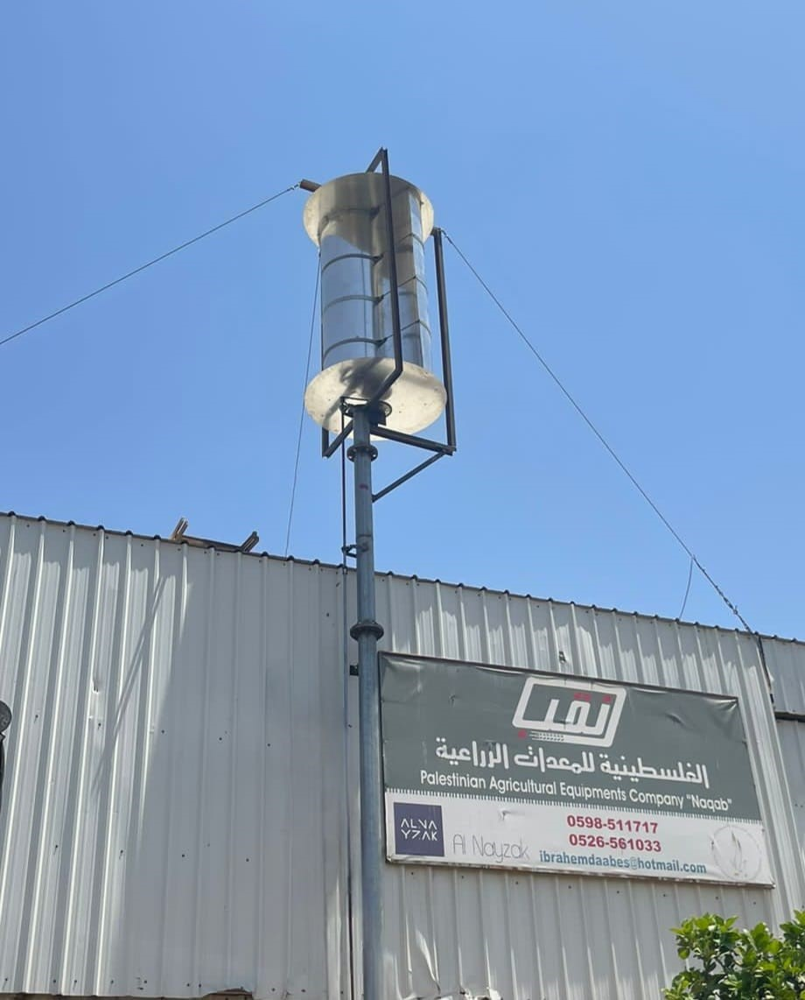 نقب
الفلسطينية للمعدات الزراعية
Palestinian Agricultural Equipments Company "Naqab"
ALNA
YZAK
Al Nayzak
0598-511717
0526-561033
ibrahemdaabes@hotmail.com